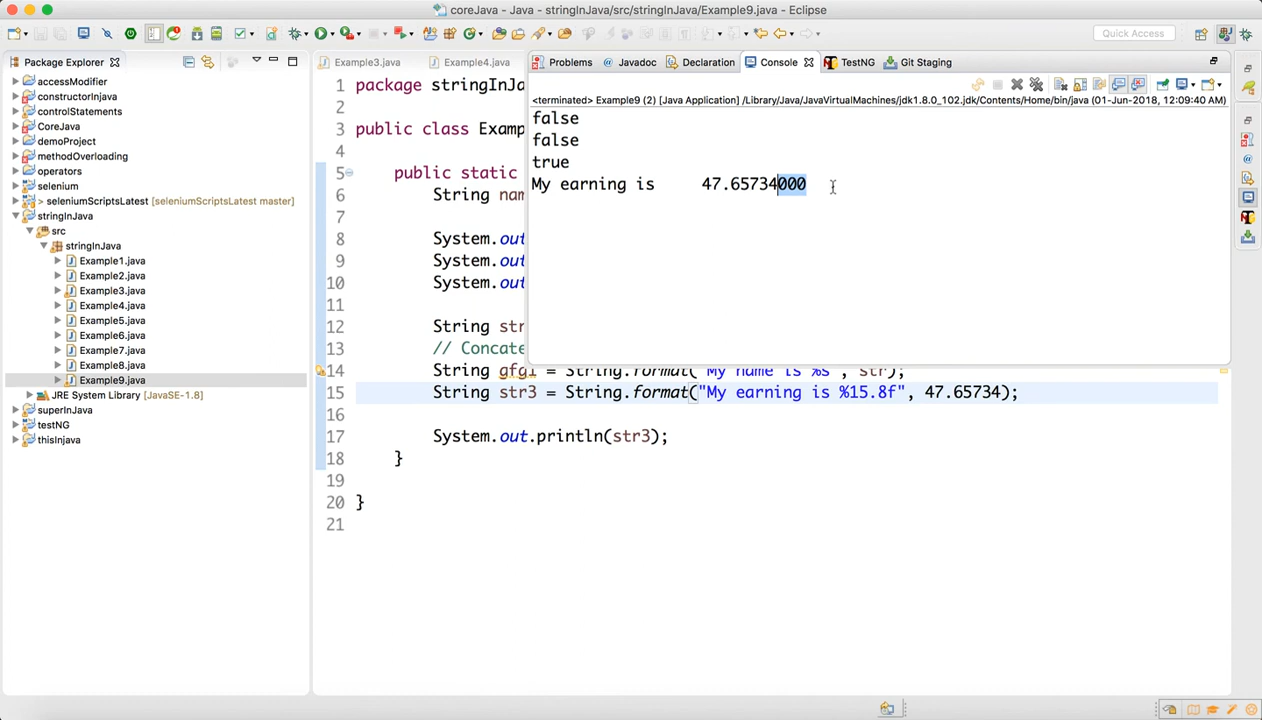 coreJava - Java - stringInJava/src/stringInJava/Example9.java - Eclipse
Quick Access
Package Explorer
accessModifier
constructorInjava
controlStatements
CoreJava
demoProject
methodOverloading
operators
selenium
> seleniumScriptsLatest [seleniumScriptsLatest master]
stringInJava
src
stringInJava
Example1.java
Example2.java
Example3.java
Example4.java
Example5.java
Example6.java
Example7.java
Example8.java
Example9.java
JRE System Library [JavaSE-1.8]
superInJava
testNG
thisInjava
Example3.java Example4.java
1 package stringInJa
2
3 public class Examp
4
5 public static
6 String nam
7
8 System.out
9 System.out
10 System.out
11
12 String str
13 // Concate
14 String gfg1 = String.format("My name is %s", str);
15 String str3 = String.format("My earning is %15.8f", 47.65734);
16
17 System.out.println(str3);
18 }
19
20 }
21
Problems @ Javadoc Declaration Console TestNG Git Staging
<terminated> Example9 (2) [Java Application] /Library/Java/JavaVirtualMachines/jdk1.8.0_102.jdk/Contents/Home/bin/java (01-Jun-2018, 12:09:40 AM)
false
false
true
My earning is     47.65734000